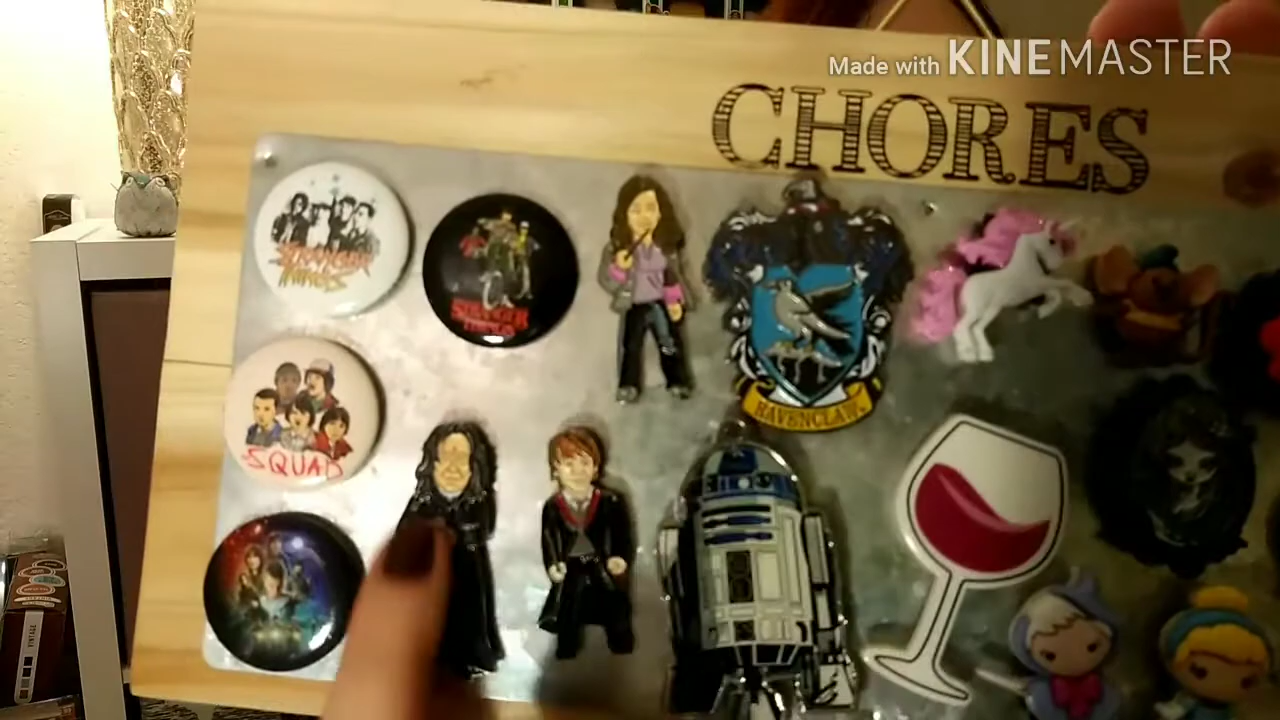 Made with KINEMASTER
CHORES
STRANGER
THINGS
STRANGER
THINGS
RAVENCLAW
SQUAD